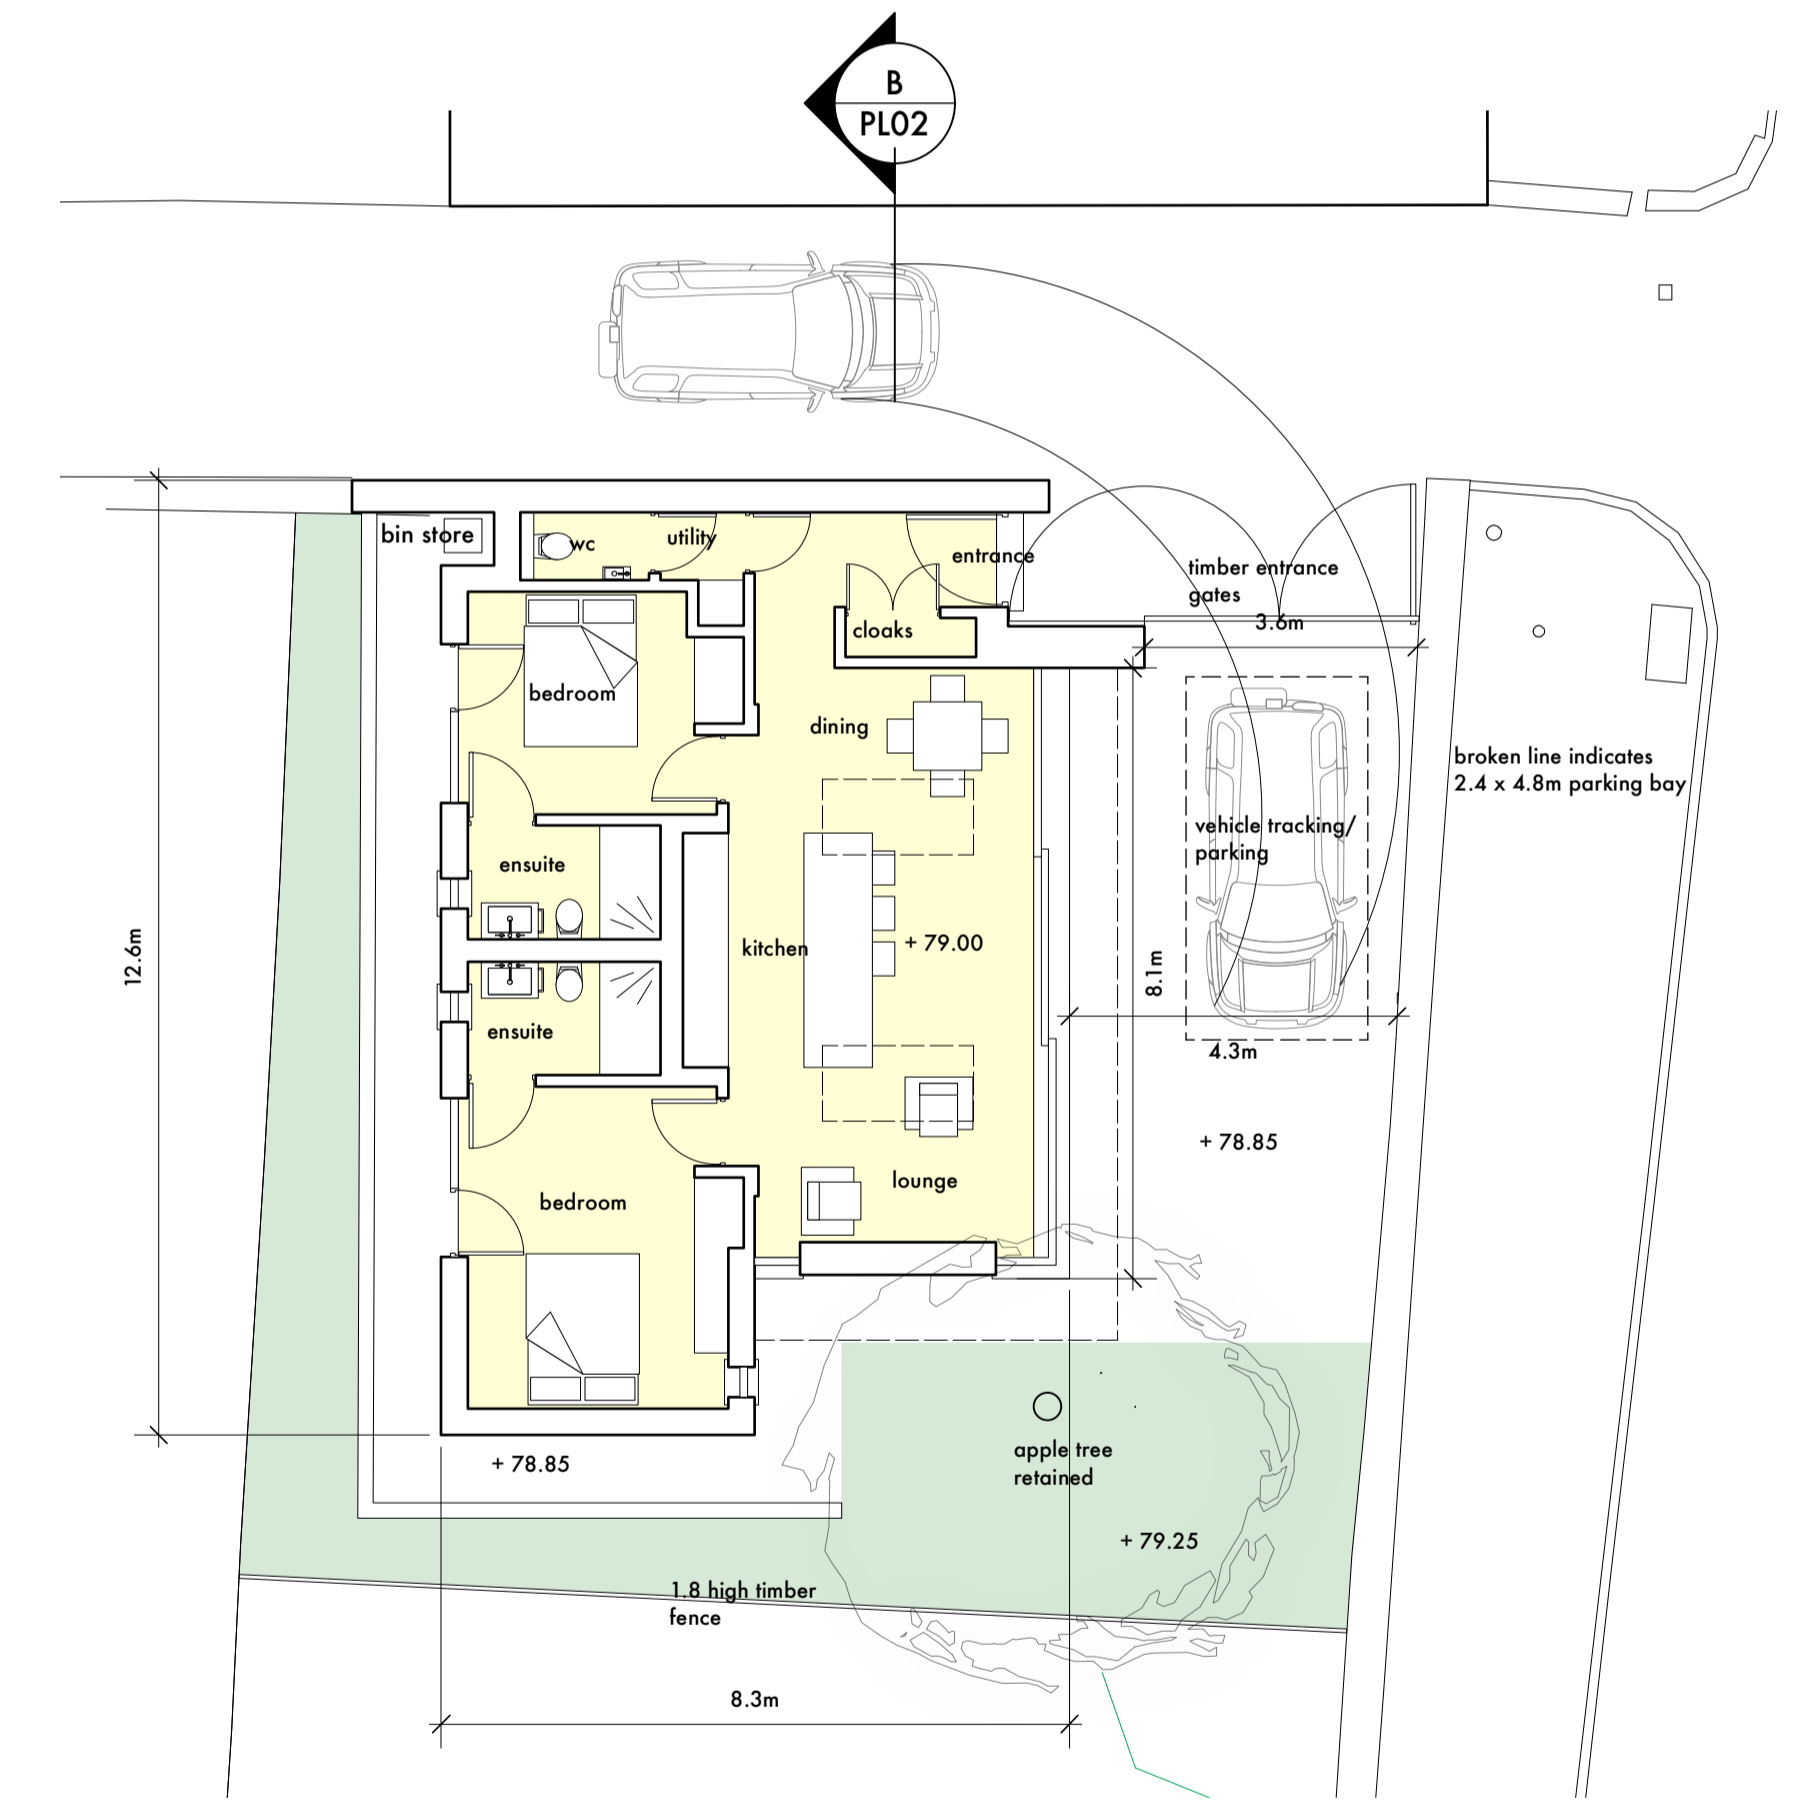 B
PL02
bin store
wc
utility
entrance
timber entrance
gates
3.6m
cloaks
bedroom
dining
broken line indicates
2.4 x 4.8m parking bay
vehicle tracking/
parking
ensuite
kitchen
+ 79.00
12.6m
8.1m
ensuite
4.3m
+ 78.85
lounge
bedroom
apple tree
retained
+ 78.85
+ 79.25
1.8 high timber
fence
8.3m